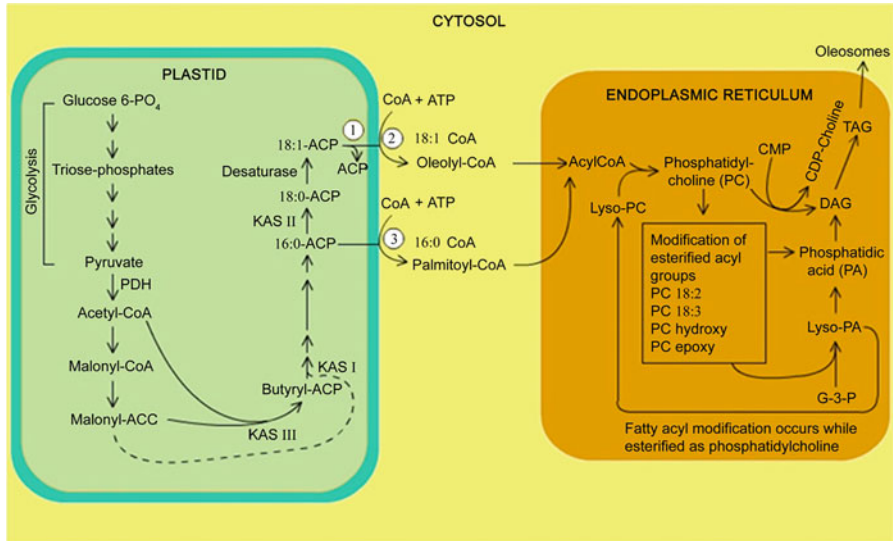 CYTOSOL
PLASTID
Glucose 6-PO4
Glycolysis
Triose-phosphates
Pyruvate
PDH
Acetyl-CoA
Malonyl-CoA
Malonyl-ACC
KAS III
Butyryl-ACP
KAS I
16:0-ACP
KAS II
18:0-ACP
Desaturase
18:1-ACP
1
ACP
CoA + ATP
2
18:1 CoA
Oleolyl-CoA
CoA + ATP
3
16:0 CoA
Palmitoyl-CoA
Oleosomes
ENDOPLASMIC RETICULUM
TAG
CDP-Choline
CMP
AcylCoA
Phosphatidyl-
choline (PC)
Lyso-PC
DAG
Modification of
esterified acyl
groups
PC 18:2
PC 18:3
PC hydroxy
PC epoxy
Phosphatidic
acid (PA)
Lyso-PA
G-3-P
Fatty acyl modification occurs while
esterified as phosphatidylcholine